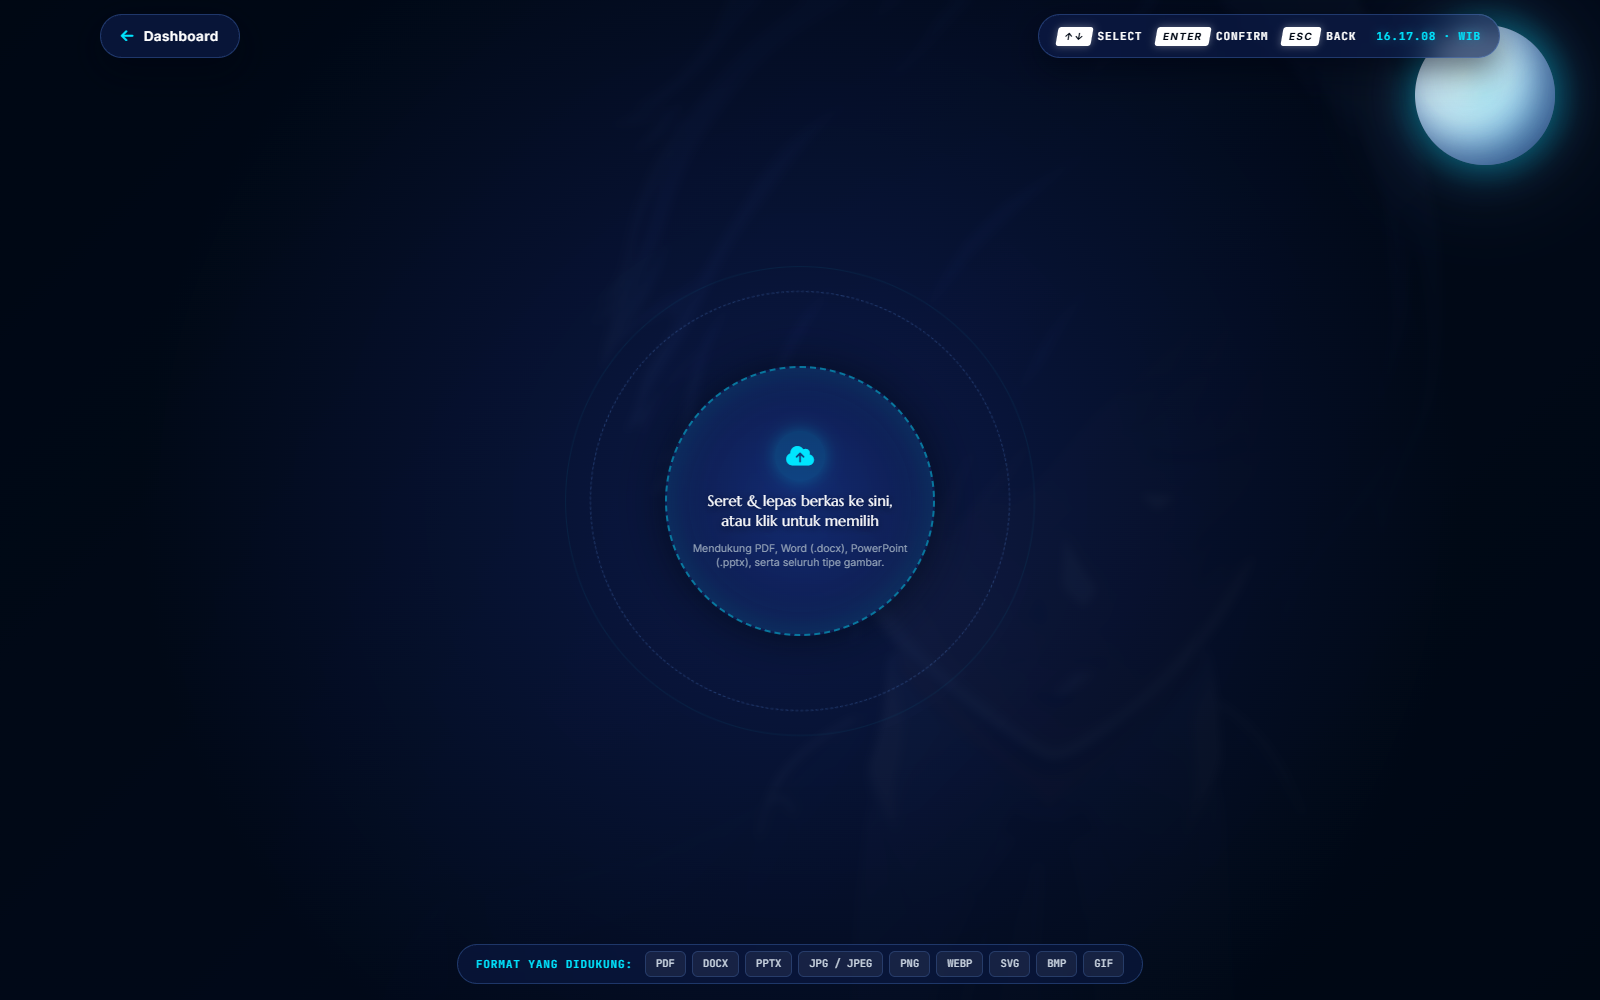 Dashboard
↑↓ SELECT ENTER CONFIRM ESC BACK 16.17.08 · WIB
Seret & lepas berkas ke sini,
atau klik untuk memilih
Mendukung PDF, Word (.docx), PowerPoint
(.pptx), serta seluruh tipe gambar.
FORMAT YANG DIDUKUNG: PDF DOCX PPTX JPG / JPEG PNG WEBP SVG BMP GIF